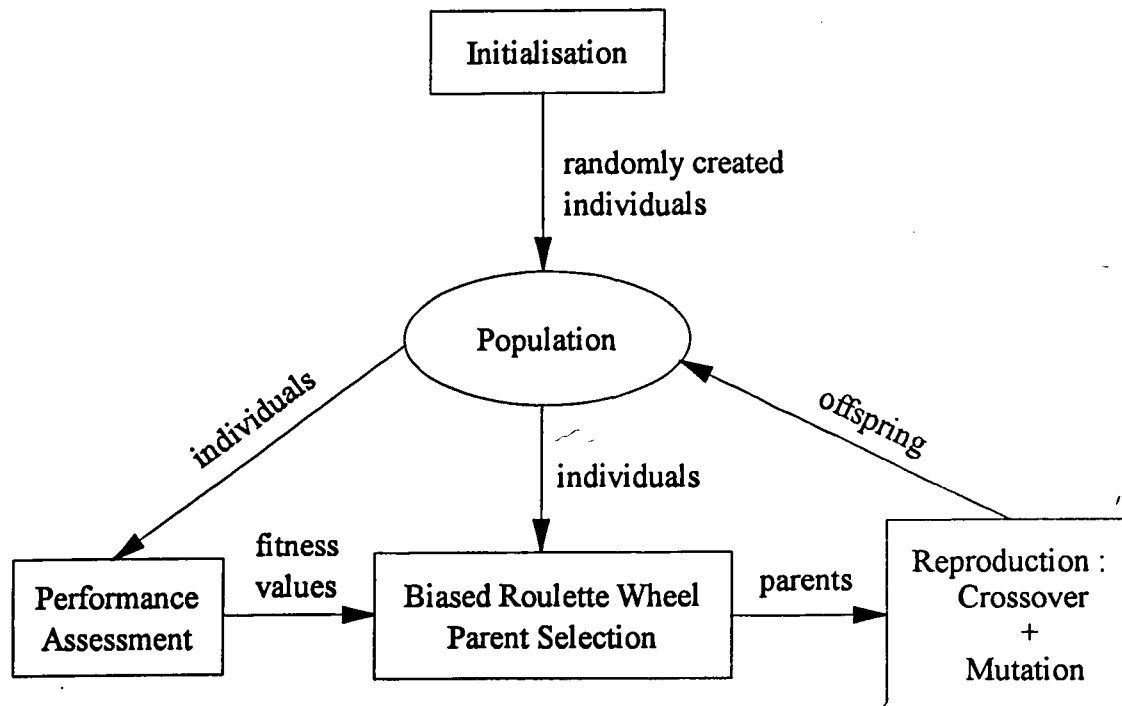 Initialisation
randomly created
individuals
Population
individuals
individuals
offspring
Performance
Assessment
fitness
values
Biased Roulette Wheel
Parent Selection
parents
Reproduction :
Crossover
+
Mutation